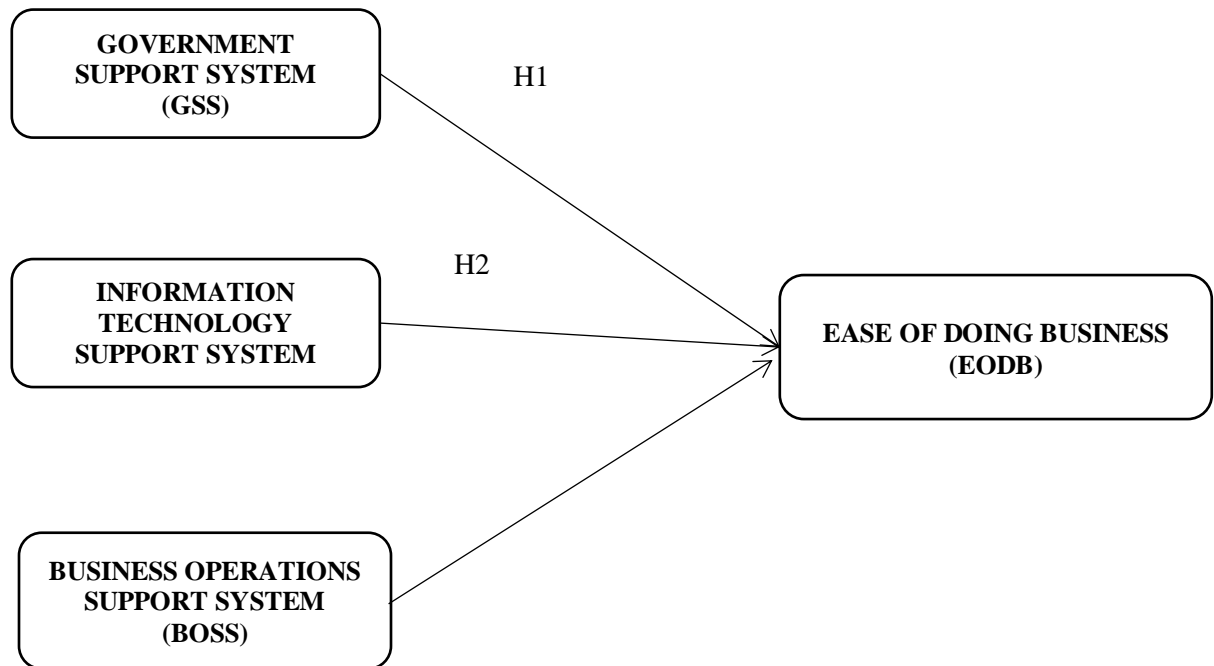 GOVERNMENT
SUPPORT SYSTEM
(GSS)
H1
H2
INFORMATION
TECHNOLOGY
SUPPORT SYSTEM
EASE OF DOING BUSINESS
(EODB)
BUSINESS OPERATIONS
SUPPORT SYSTEM
(BOSS)